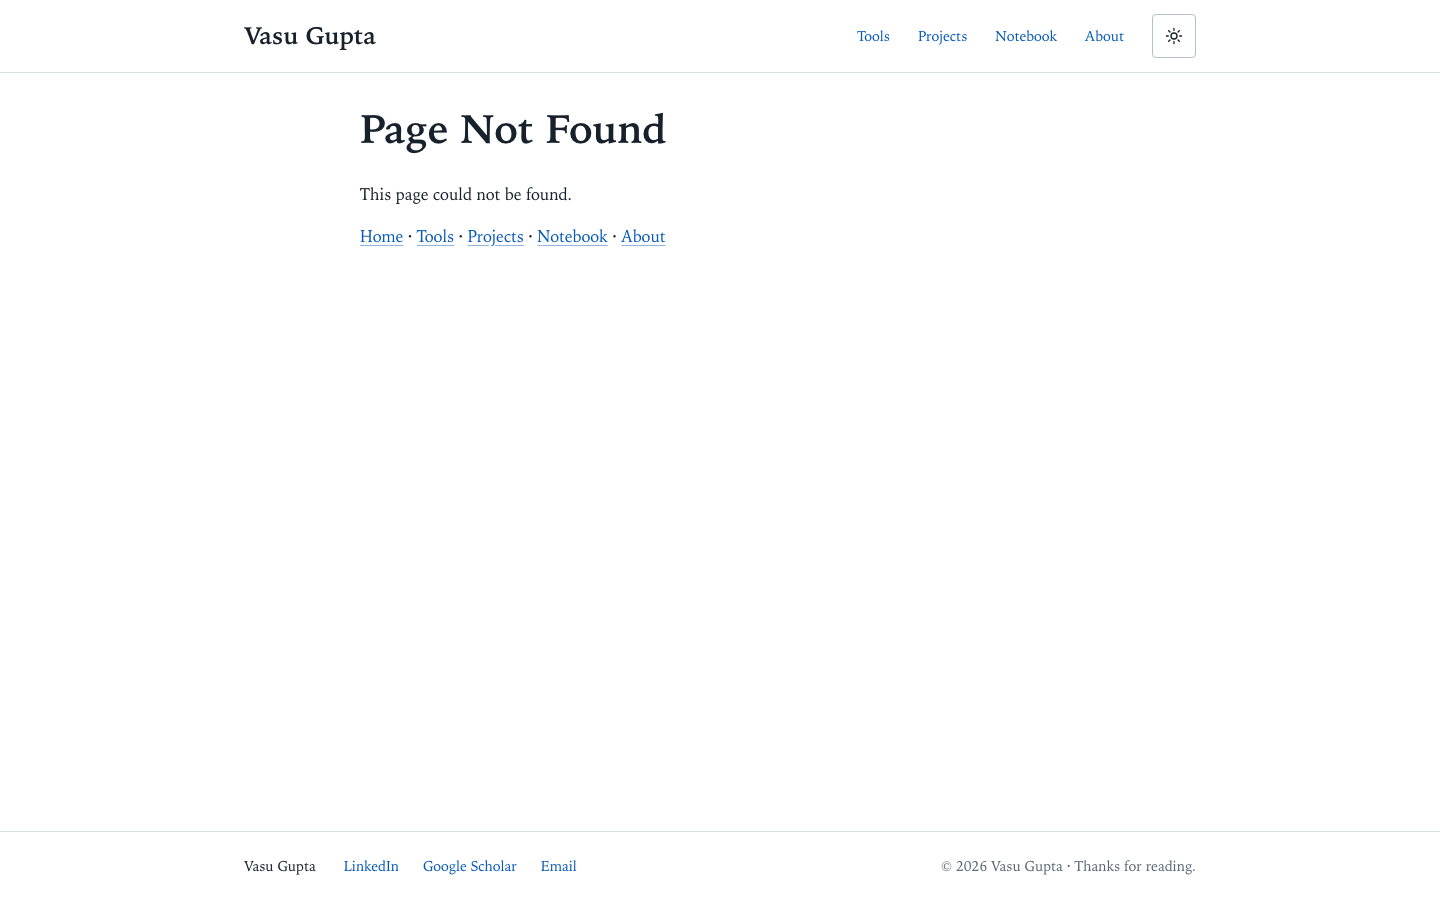 Vasu Gupta
Tools Projects Notebook About
Page Not Found
This page could not be found.
Home · Tools · Projects · Notebook · About
Vasu Gupta LinkedIn Google Scholar Email
© 2026 Vasu Gupta · Thanks for reading.